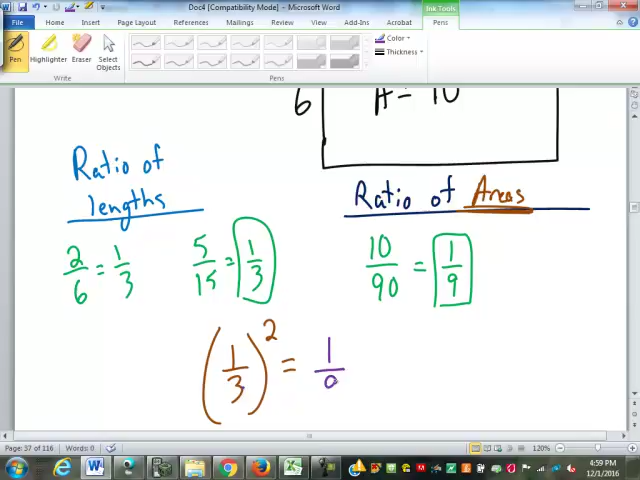 Doc4 [Compatibility Mode] - Microsoft Word
Ink Tools
File Home Insert Page Layout References Mailings Review View Add-Ins Acrobat Pens
Pen Highlighter Eraser Select Objects
Color
Thickness
Write Pens
6
Ratio of lengths
2/6 = 1/3 5/15 = 1/3
Ratio of Areas
10/90 = 1/9
(1/3)² =
Page: 37 of 116 Words: 0 120%
4:59 PM
12/1/2016